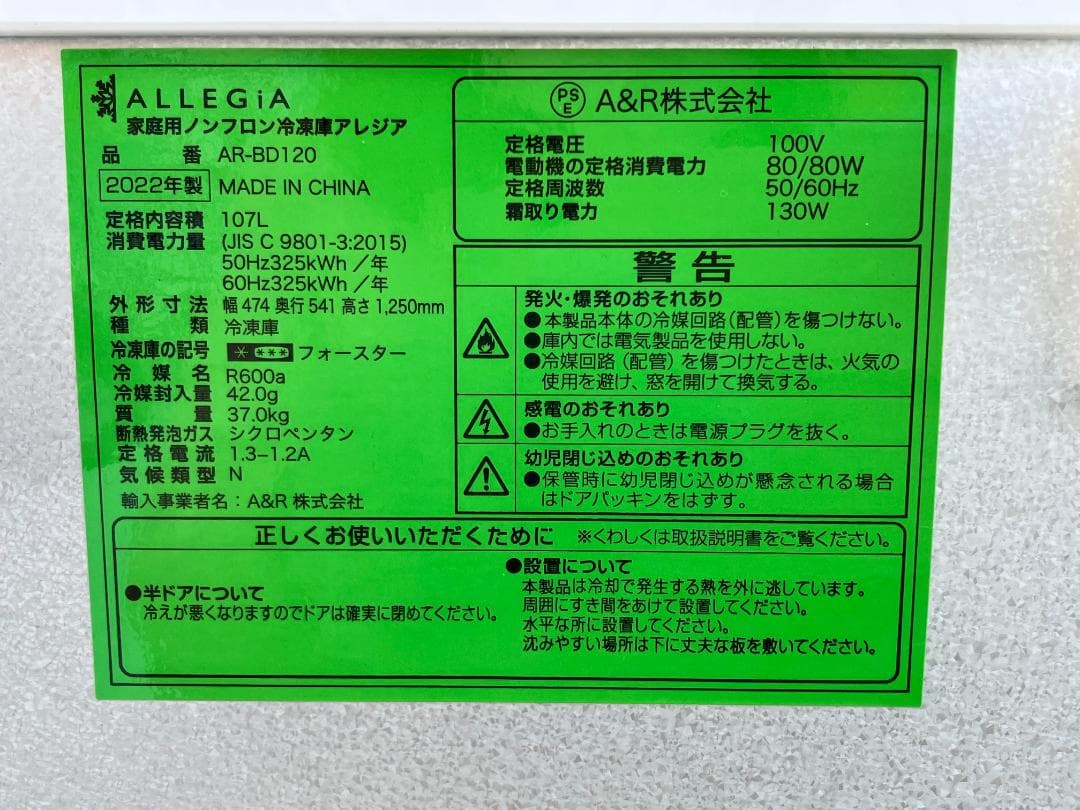 ALLEGiA
家庭用ノンフロン冷凍庫アレジア
品 番 AR-BD120
2022年製 MADE IN CHINA
定格内容積 107L
消費電力量 (JIS C 9801-3:2015)
50Hz325kWh ／年
60Hz325kWh ／年
外形寸法 幅 474 奥行 541 高さ 1,250mm
種 類 冷凍庫
冷凍庫の記号 フォースター
冷媒名 R600a
冷媒封入量 42.0g
質 量 37.0kg
断熱発泡ガス シクロペンタン
定格電流 1.3–1.2A
気候類型 N
輸入事業者名：A&R 株式会社
PSE A&R株式会社
定格電圧 100V
電動機の定格消費電力 80/80W
定格周波数 50/60Hz
霜取り電力 130W
警告
発火・爆発のおそれあり
●本製品本体の冷媒回路（配管）を傷つけない。
●庫内では電気製品を使用しない。
●冷媒回路（配管）を傷つけたときは、火気の
使用を避け、窓を開けて換気する。
感電のおそれあり
●お手入れのときは電源プラグを抜く。
幼児閉じ込めのおそれあり
●保管時に幼児閉じ込めが懸念される場合
はドアパッキンをはずす。
正しくお使いいただくために ※くわしくは取扱説明書をご覧ください。
●半ドアについて
冷えが悪くなりますのでドアは確実に閉めてください。
●設置について
本製品は冷却で発生する熱を外に逃しています。
周囲にすき間をあけて設置してください。
水平な所に設置してください。
沈みやすい場所は下に丈夫な板を敷いてください。